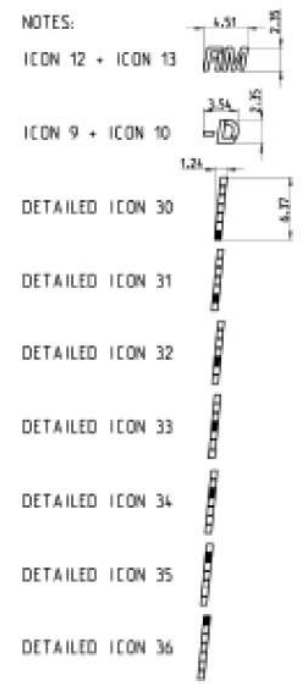 NOTES:
4.51
2.35
ICON 12 + ICON 13
3.54
2.35
ICON 9 + ICON 10
-D
1.24
6.37
DETAILED ICON 30
DETAILED ICON 31
DETAILED ICON 32
DETAILED ICON 33
DETAILED ICON 34
DETAILED ICON 35
DETAILED ICON 36